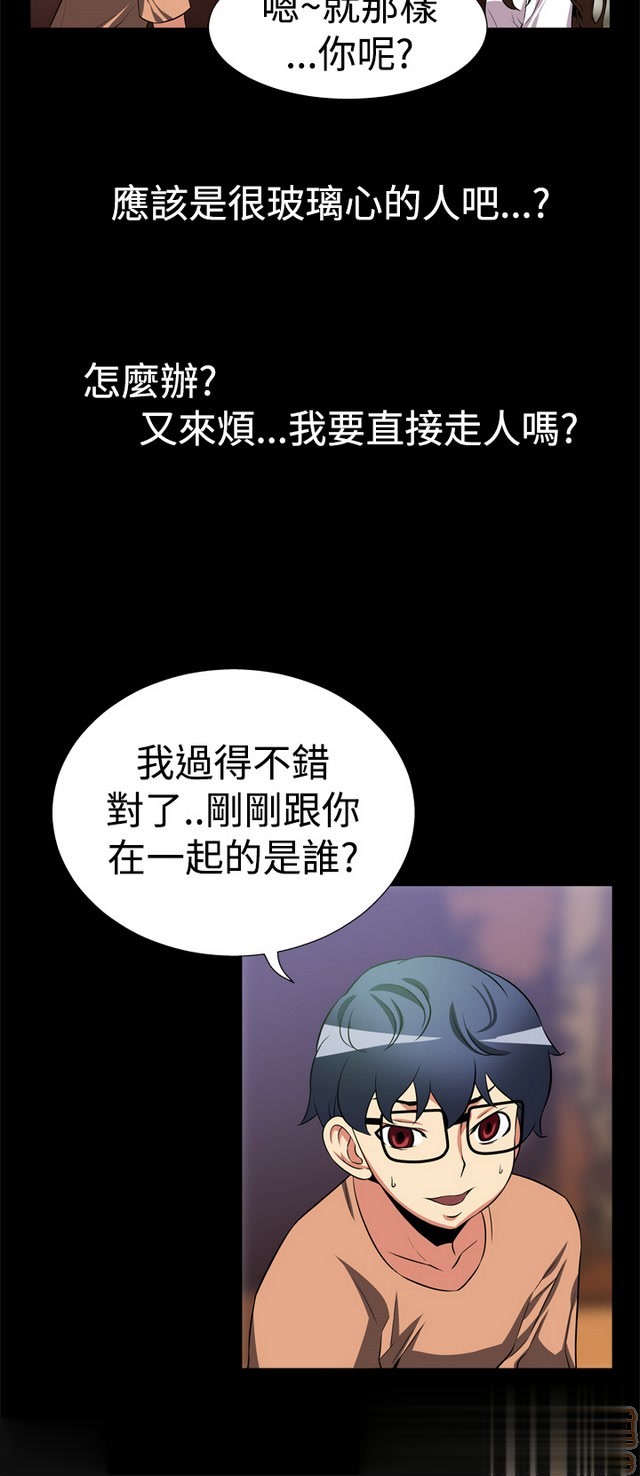 嗯~就那樣
...你呢?
應該是很玻璃心的人吧...?
怎麼辦?
又來煩...我要直接走人嗎?
我過得不錯
對了..剛剛跟你
在一起的是誰?